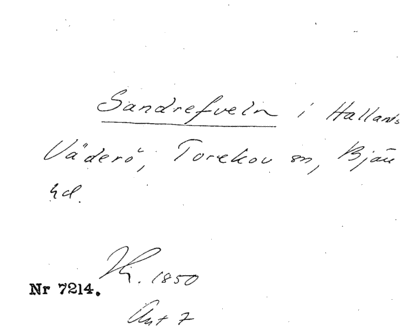 Sandrefveln i Hallands
Väderö, Torekov sn, Bjäre
hd.
1850
Nr 7214.